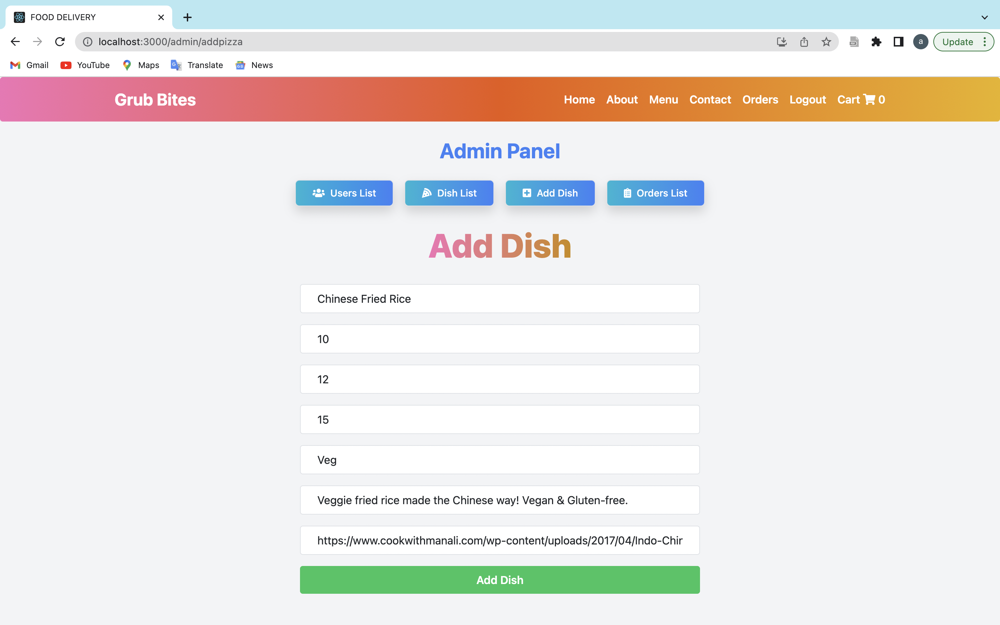 FOOD DELIVERY
localhost:3000/admin/addpizza
a
Update
Gmail YouTube Maps Translate News
Grub Bites Home About Menu Contact Orders Logout Cart 0
Admin Panel
Users List Dish List Add Dish Orders List
Add Dish
Chinese Fried Rice
10
12
15
Veg
Veggie fried rice made the Chinese way! Vegan & Gluten-free.
https://www.cookwithmanali.com/wp-content/uploads/2017/04/Indo-Chir
Add Dish